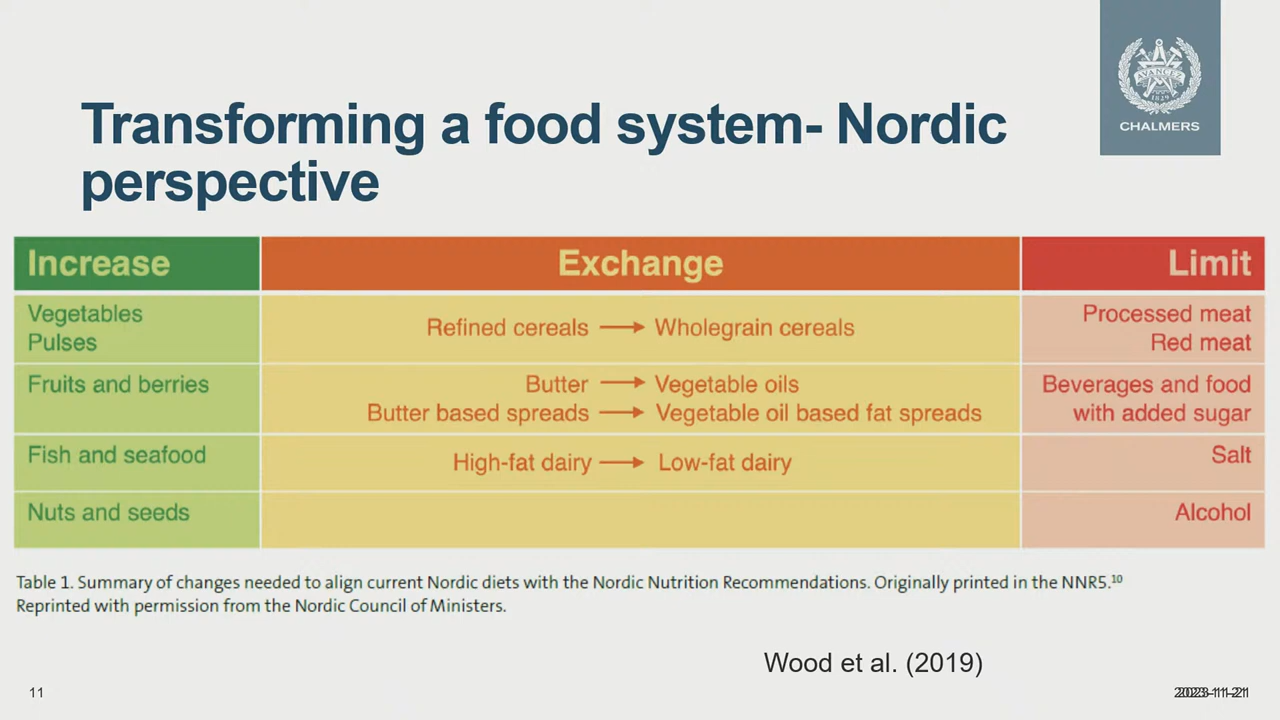 AVANCEZ
1829
CHALMERS
Transforming a food system- Nordic
perspective
Increase
Exchange
Limit
Vegetables
Pulses
Refined cereals → Wholegrain cereals
Processed meat
Red meat
Fruits and berries
Butter → Vegetable oils
Butter based spreads → Vegetable oil based fat spreads
Beverages and food
with added sugar
Fish and seafood
High-fat dairy → Low-fat dairy
Salt
Nuts and seeds
Alcohol
Table 1. Summary of changes needed to align current Nordic diets with the Nordic Nutrition Recommendations. Originally printed in the NNR5.¹⁰
Reprinted with permission from the Nordic Council of Ministers.
Wood et al. (2019)
11